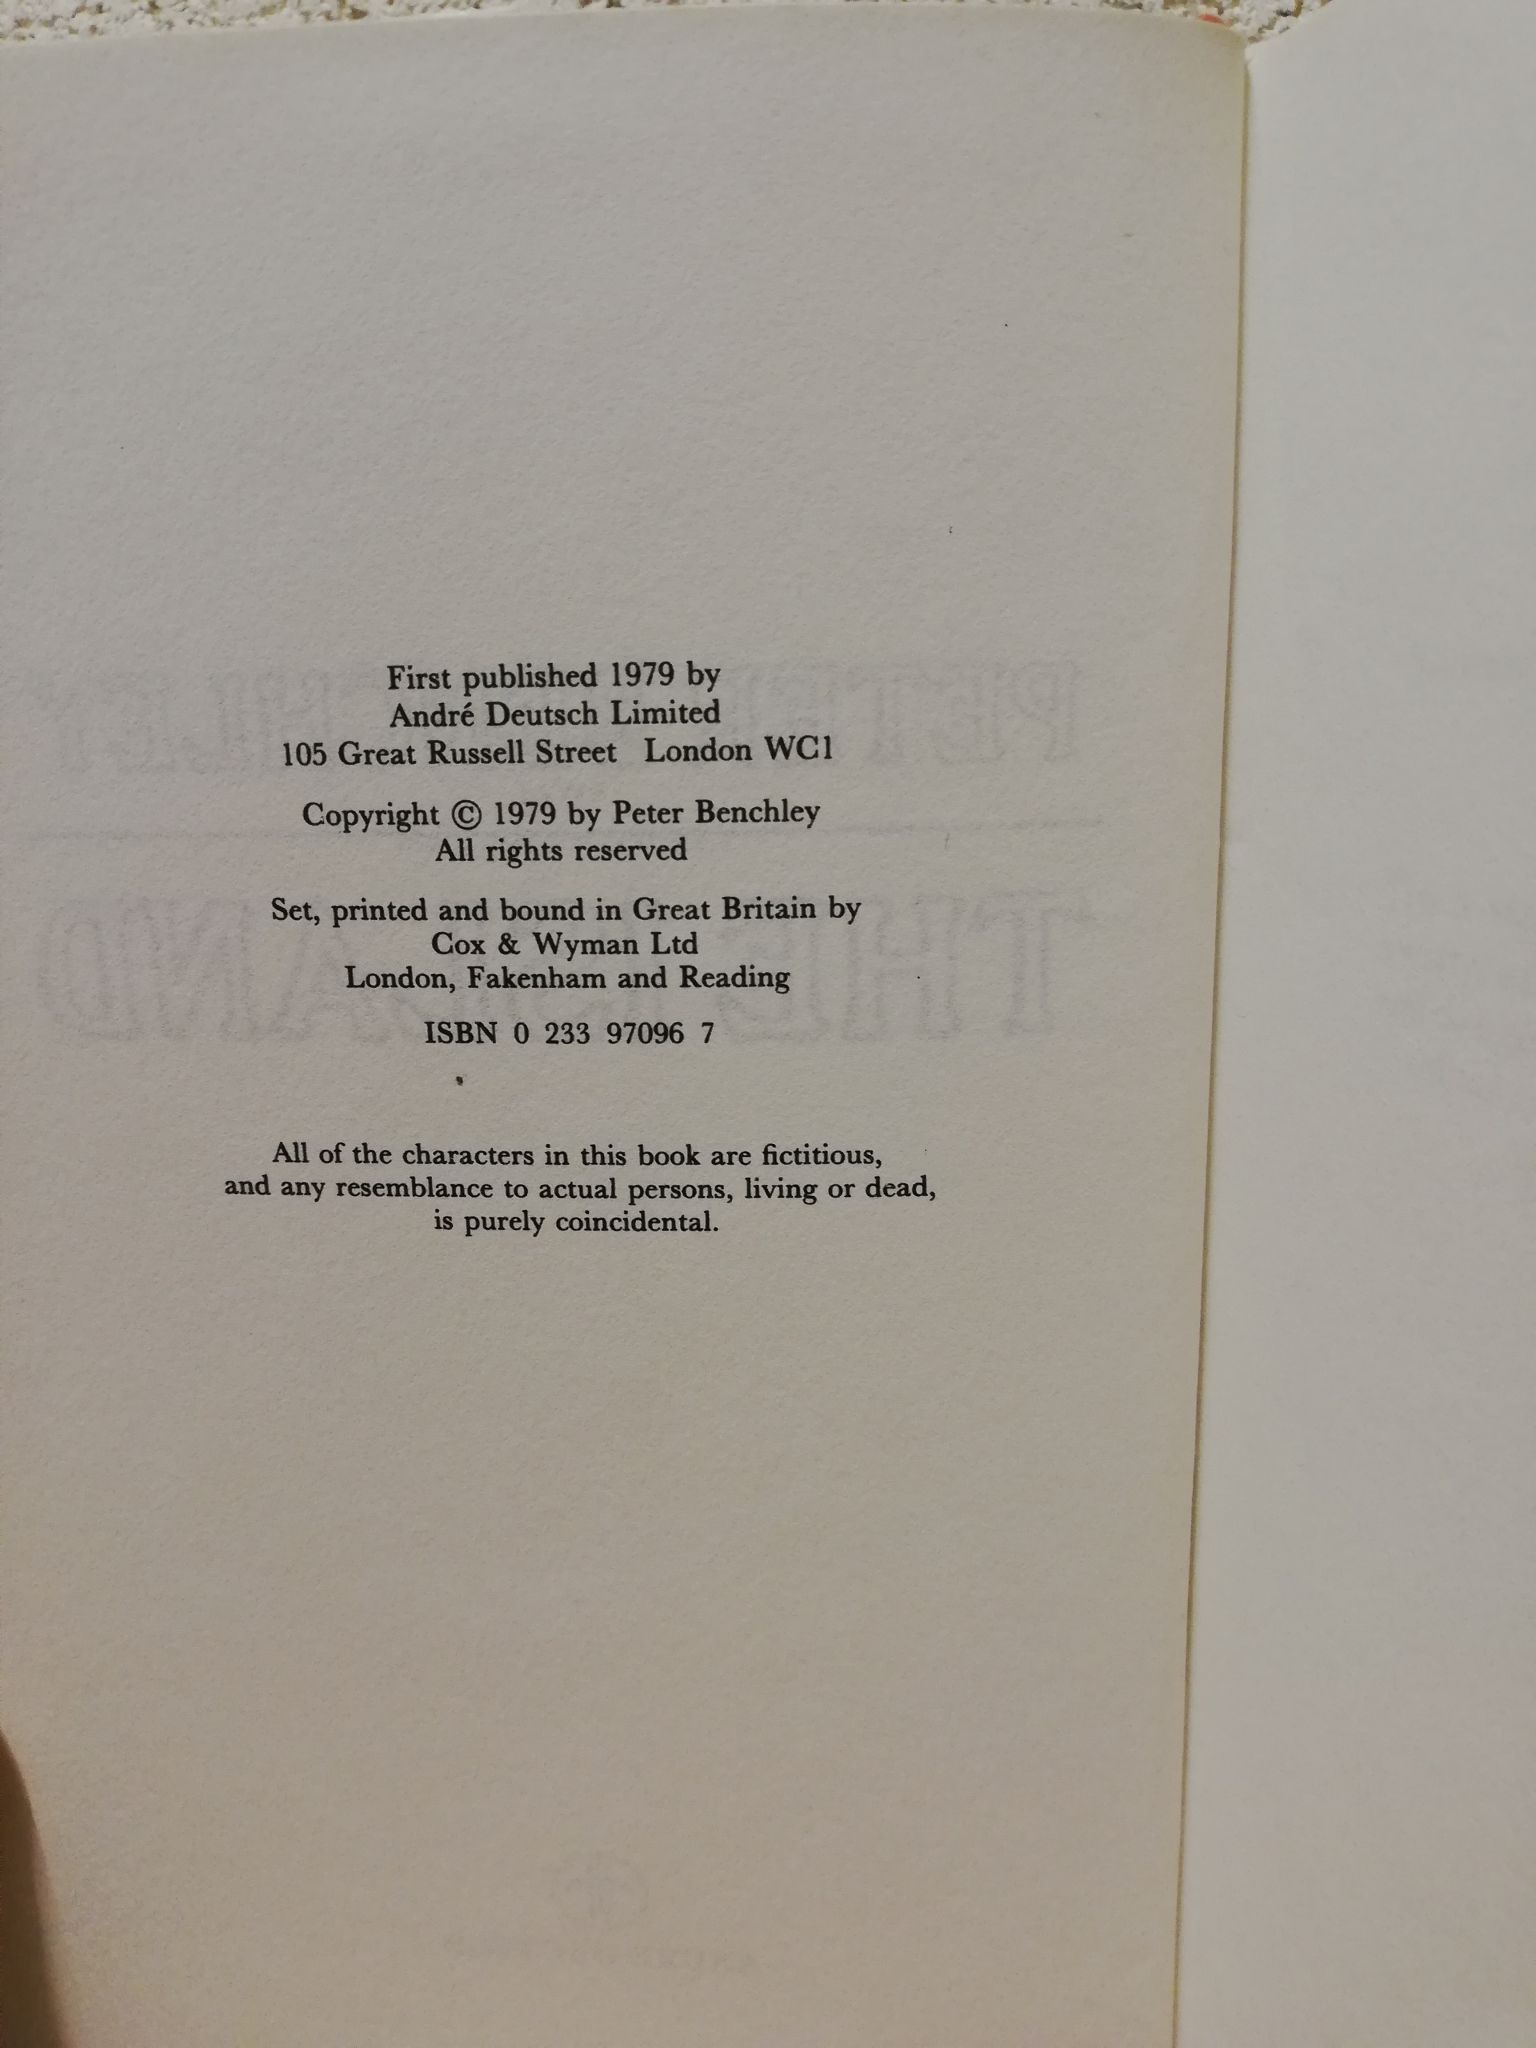 First published 1979 by
André Deutsch Limited
105 Great Russell Street London WC1
Copyright © 1979 by Peter Benchley
All rights reserved
Set, printed and bound in Great Britain by
Cox & Wyman Ltd
London, Fakenham and Reading
ISBN 0 233 97096 7
All of the characters in this book are fictitious,
and any resemblance to actual persons, living or dead,
is purely coincidental.